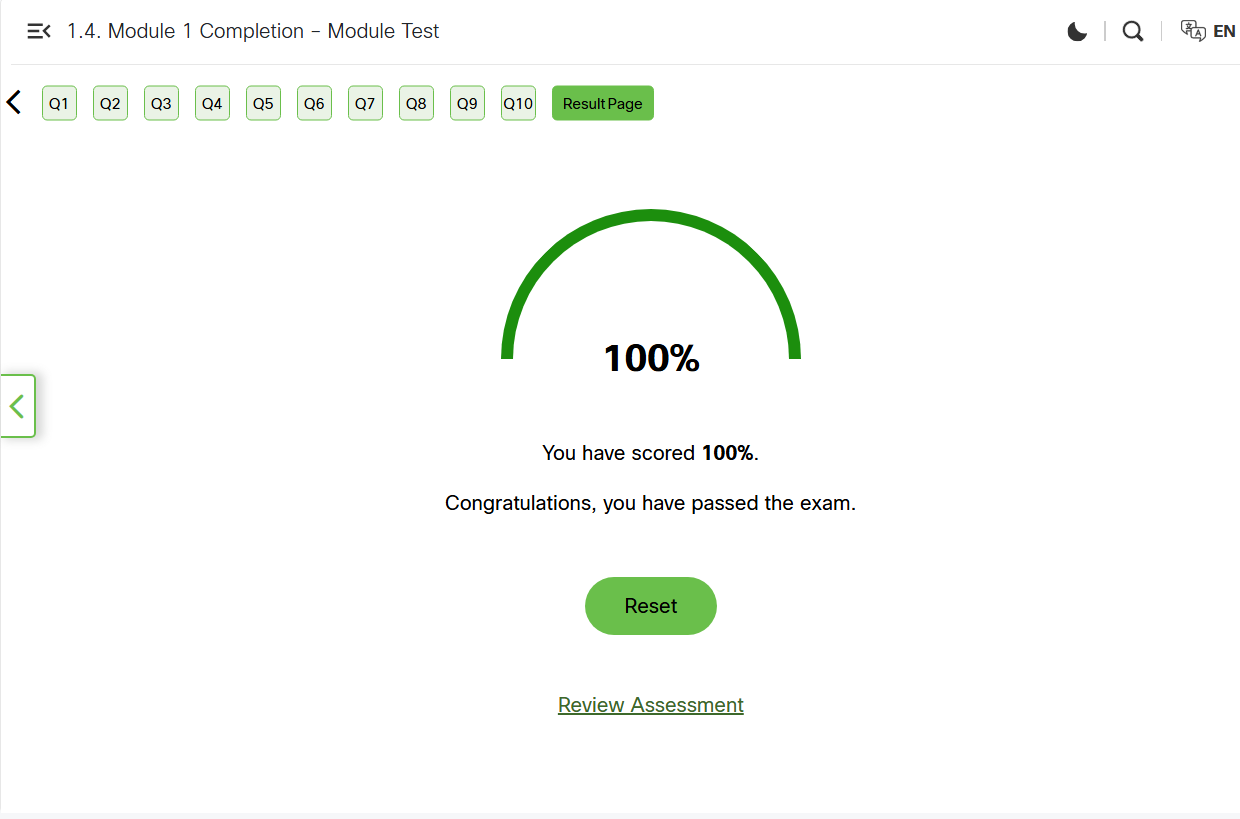 1.4. Module 1 Completion – Module Test
EN
Q1 Q2 Q3 Q4 Q5 Q6 Q7 Q8 Q9 Q10 Result Page
100%
You have scored 100%.
Congratulations, you have passed the exam.
Reset
Review Assessment